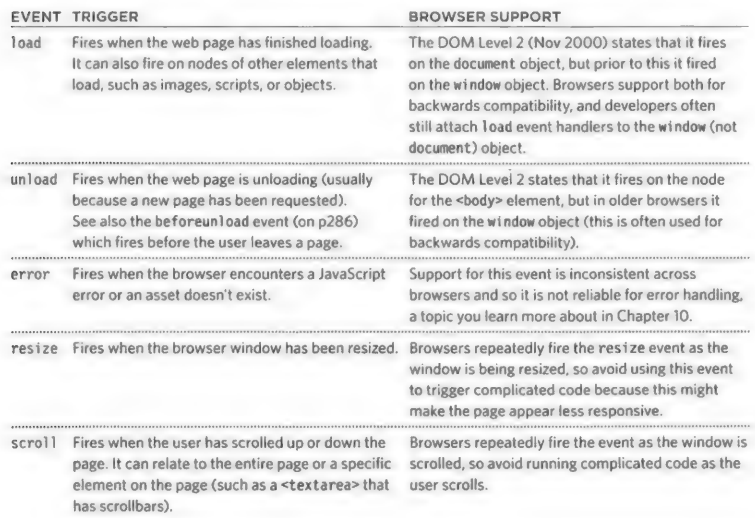 EVENT TRIGGER BROWSER SUPPORT
load Fires when the web page has finished loading.
It can also fire on nodes of other elements that
load, such as images, scripts, or objects.
The DOM Level 2 (Nov 2000) states that it fires
on the document object, but prior to this it fired
on the window object. Browsers support both for
backwards compatibility, and developers often
still attach load event handlers to the window (not
document) object.
unload Fires when the web page is unloading (usually
because a new page has been requested).
See also the beforeunload event (on p286)
which fires before the user leaves a page.
The DOM Level 2 states that it fires on the node
for the <body> element, but in older browsers it
fired on the window object (this is often used for
backwards compatibility).
error Fires when the browser encounters a JavaScript
error or an asset doesn't exist.
Support for this event is inconsistent across
browsers and so it is not reliable for error handling,
a topic you learn more about in Chapter 10.
resize Fires when the browser window has been resized.
Browsers repeatedly fire the resize event as the
window is being resized, so avoid using this event
to trigger complicated code because this might
make the page appear less responsive.
scroll Fires when the user has scrolled up or down the
page. It can relate to the entire page or a specific
element on the page (such as a <textarea> that
has scrollbars).
Browsers repeatedly fire the event as the window is
scrolled, so avoid running complicated code as the
user scrolls.